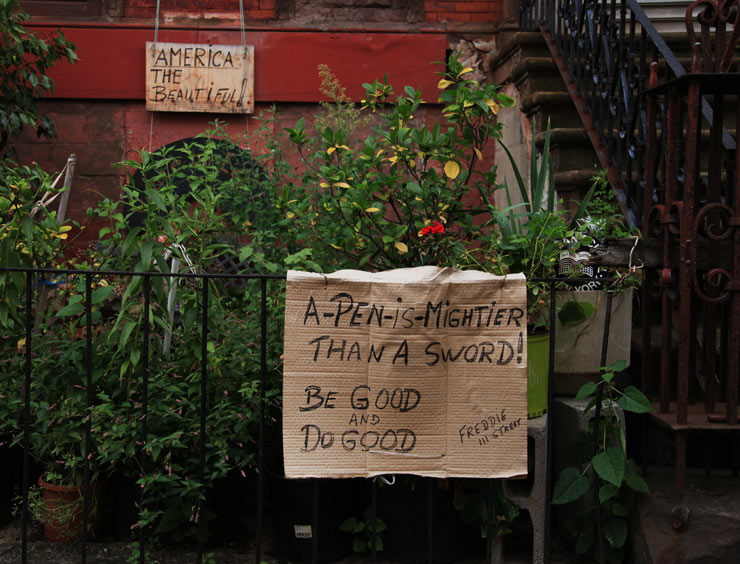 AMERICA
THE
BEAUTIFUL!
A-PEN-is-MIGHTIER
THAN A SWORD!
BE GOOD
AND
DO GOOD
FREDDIE
111 STREET